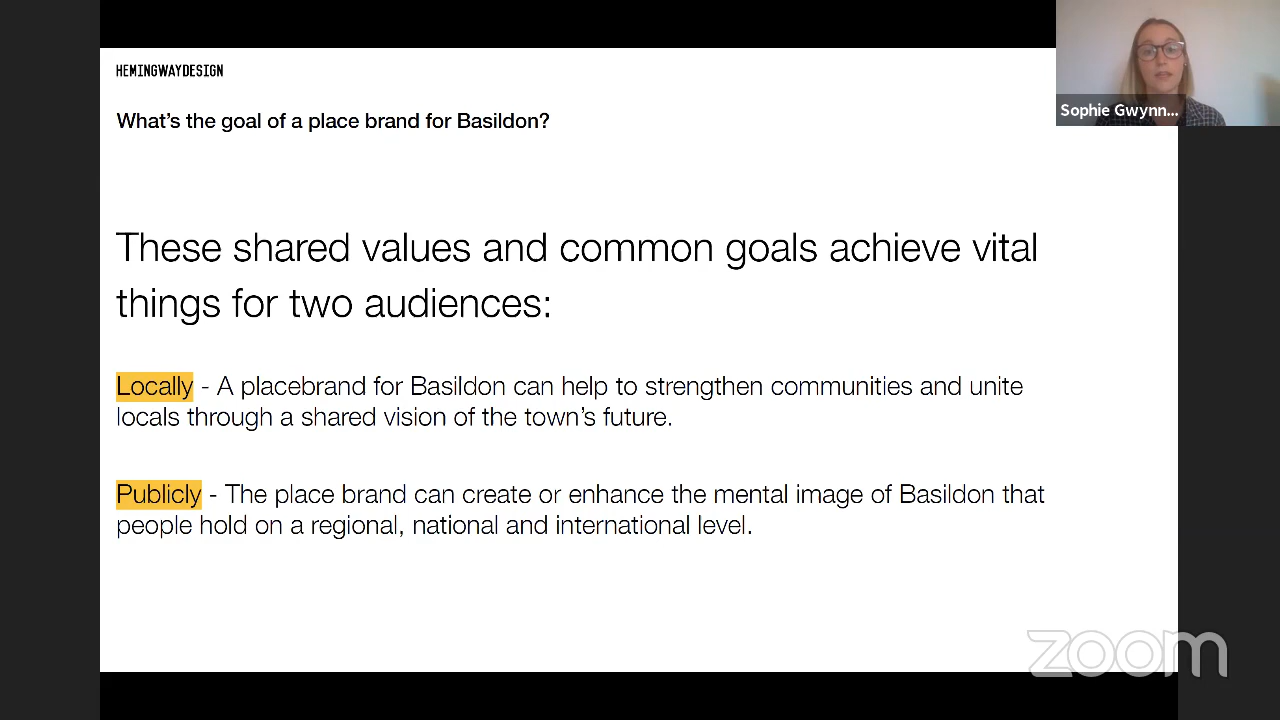 HEMINGWAYDESIGN
What's the goal of a place brand for Basildon?
Sophie Gwynn...
These shared values and common goals achieve vital
things for two audiences:
Locally - A placebrand for Basildon can help to strengthen communities and unite
locals through a shared vision of the town's future.
Publicly - The place brand can create or enhance the mental image of Basildon that
people hold on a regional, national and international level.
zoom